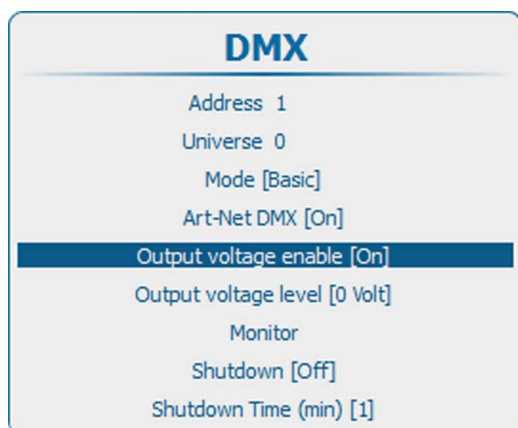 DMX
Address 1
Universe 0
Mode [Basic]
Art-Net DMX [On]
Output voltage enable [On]
Output voltage level [0 Volt]
Monitor
Shutdown [Off]
Shutdown Time (min) [1]